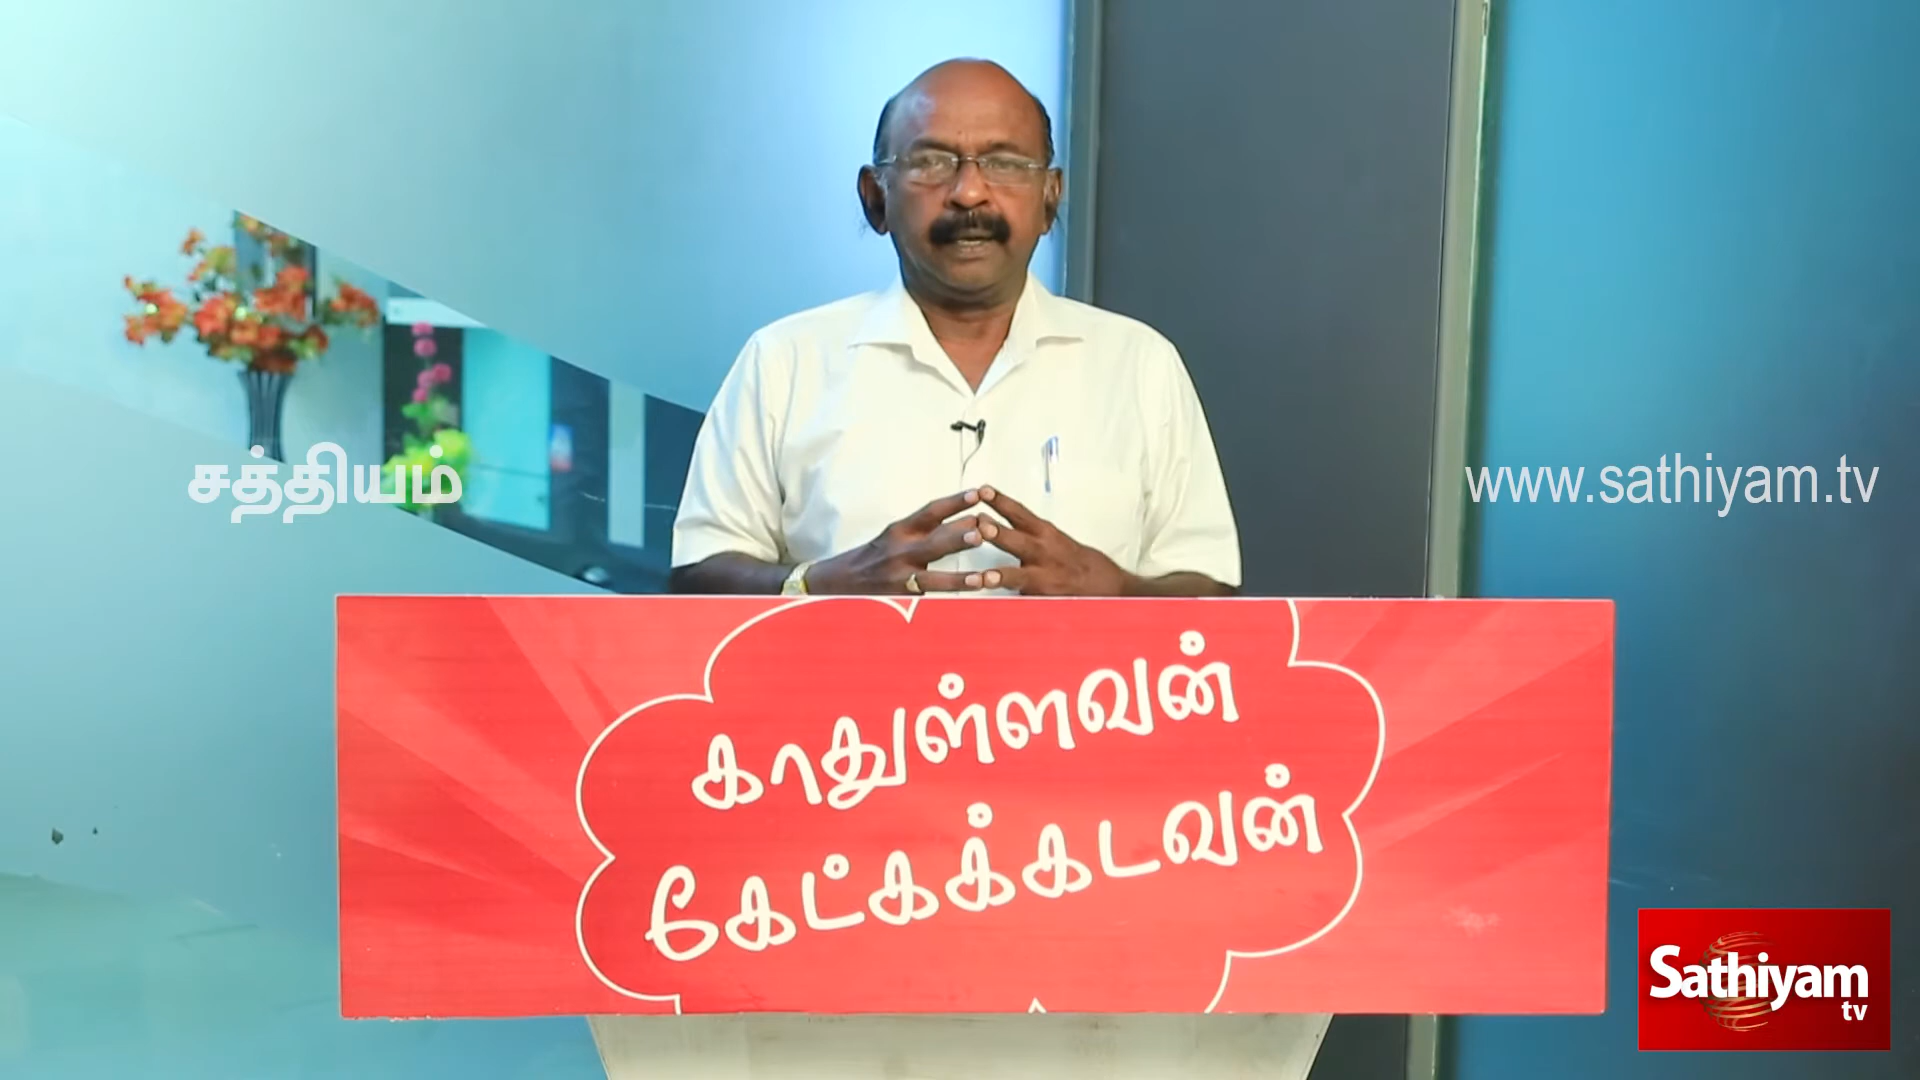 சத்தியம்
www.sathiyam.tv
காதுள்ளவன்
கேட்கக்கடவன்
Sathiyam
tv